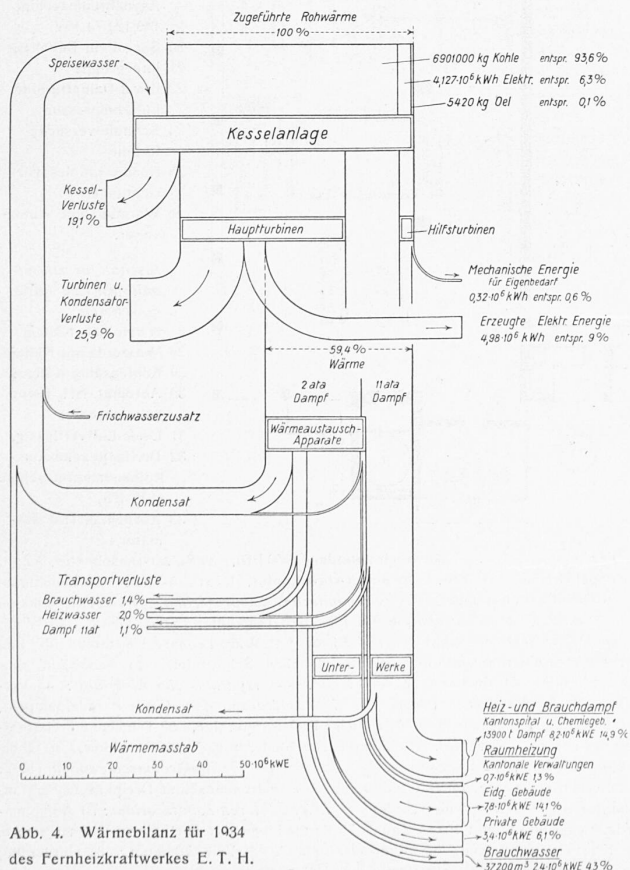 Zugeführte Rohwärme
100 %
Speisewasser
6901000 kg Kohle entspr. 93,6%
4,127·10⁶ kWh Elektr. entspr. 6,3%
5420 kg Oel entspr. 0,1%
Kesselanlage
Kessel-
Verluste
19,1%
Hauptturbinen
Hilfsturbinen
Turbinen u.
Kondensator-
Verluste
25,9%
Mechanische Energie
Für Eigenbedarf
0,32·10⁶ kWh entspr. 0,6%
Erzeugte Elektr. Energie
4,98·10⁶ kWh entspr. 9%
59,4%
Wärme
2 ata
Dampf
11 ata
Dampf
Frischwasserzusatz
Wärmeaustausch-
Apparate
Kondensat
Transportverluste
Brauchwasser 1,4%
Heizwasser 2,0%
Dampf 11at 1,1%
Unter-
Werke
Kondensat
Heiz- und Brauchdampf
Kantonspital u. Chemiegeb.
13900 t Dampf 8,2·10⁶ kWE 14,9%
Raumheizung
Kantonale Verwaltungen
0,7·10⁶ kWE 1,3%
Eidg. Gebäude
7,8·10⁶ kWE 14,1%
Private Gebäude
3,4·10⁶ kWE 6,1%
Brauchwasser
37200 m³ 2,4·10⁶ kWE 4,3%
Wärmemasstab
0 10 20 30 40 50·10⁶ kWE
Abb. 4. Wärmebilanz für 1934
des Fernheizkraftwerkes E. T. H.